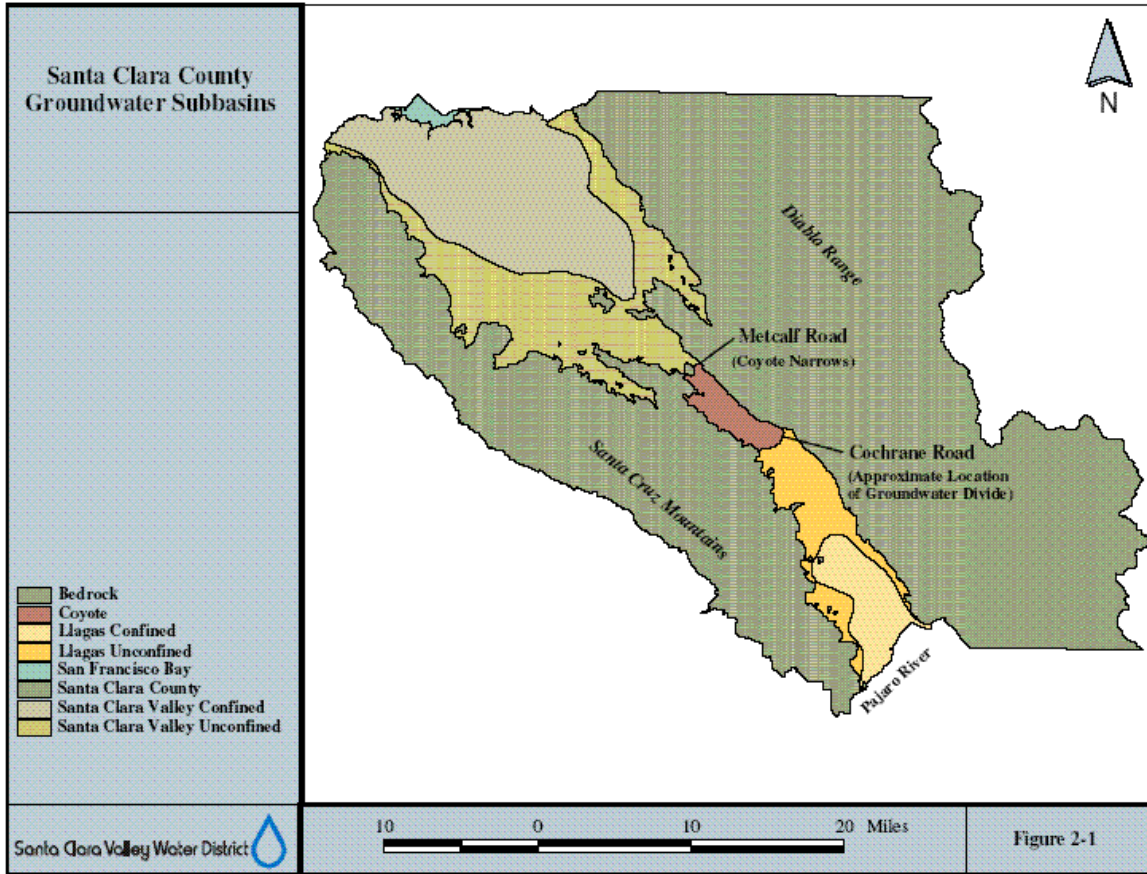 Santa Clara County
Groundwater Subbasins
N
Diablo Range
Metcalf Road
(Coyote Narrows)
Cochrane Road
(Approximate Location
of Groundwater Divide)
Santa Cruz Mountains
Pajaro River
Bedrock
Coyote
Llagas Confined
Llagas Unconfined
San Francisco Bay
Santa Clara County
Santa Clara Valley Confined
Santa Clara Valley Unconfined
Santa Clara Valley Water District
10 0 10 20 Miles
Figure 2-1